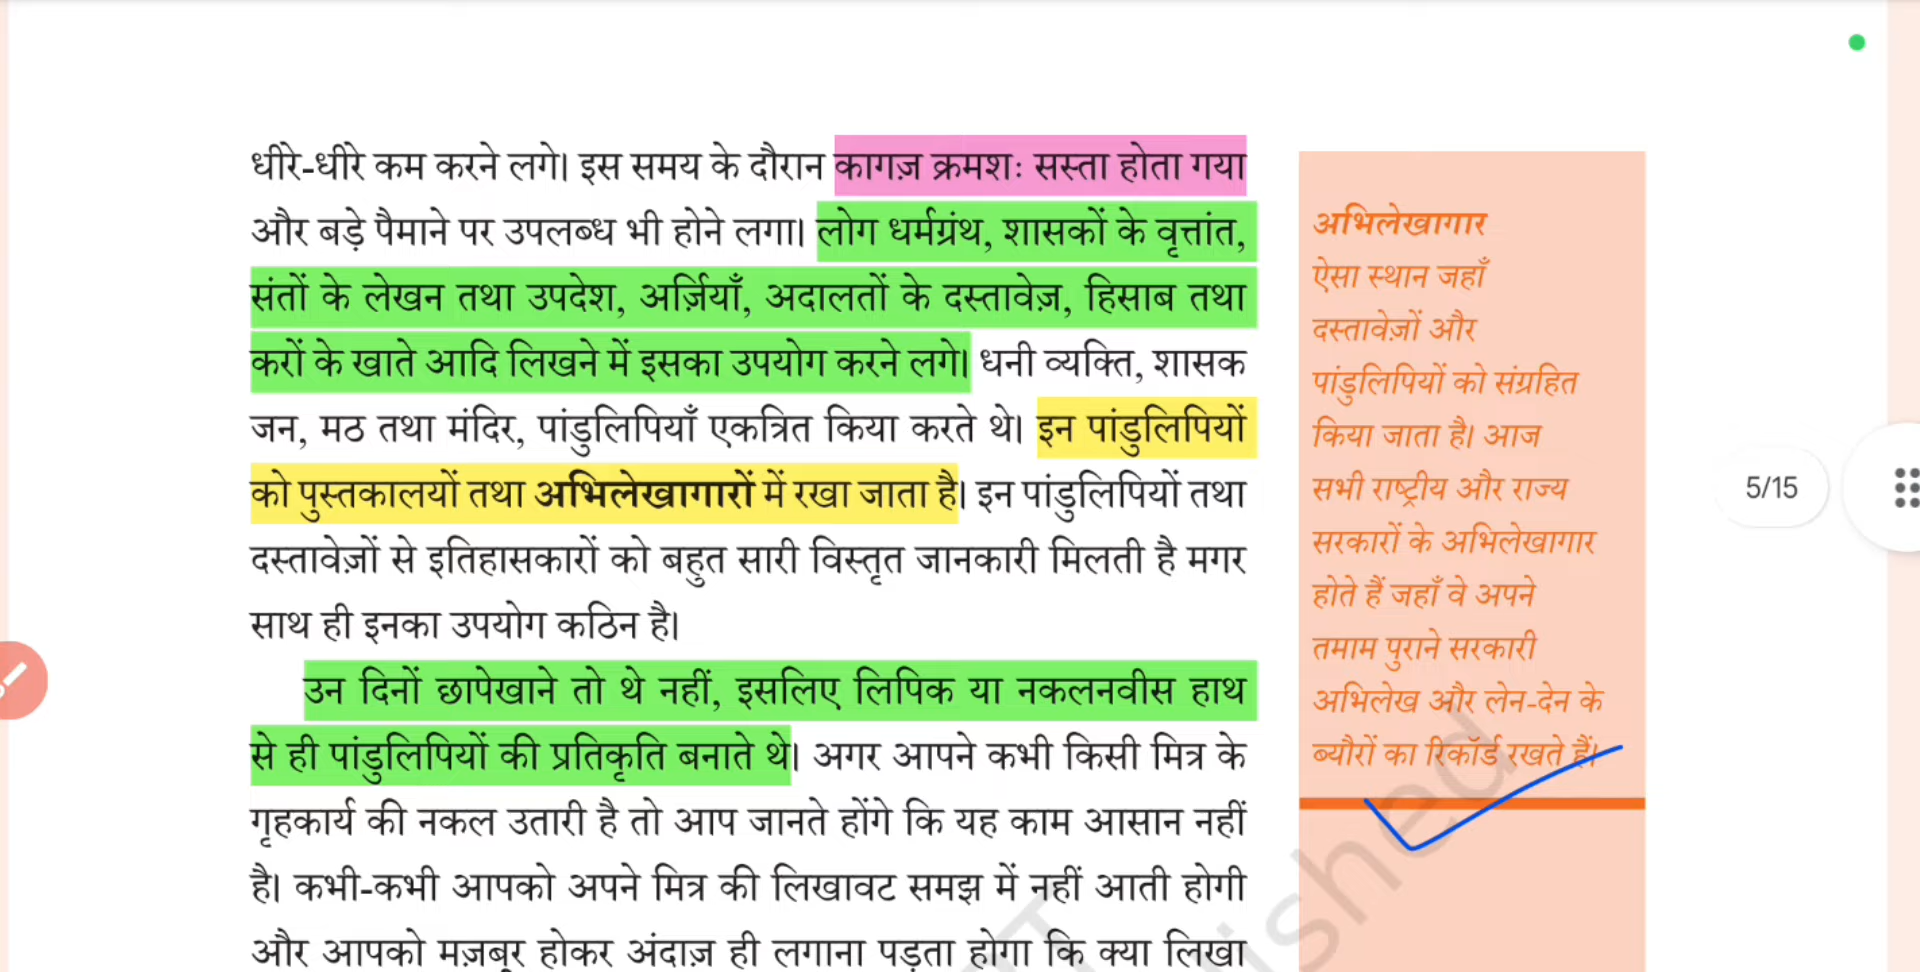 धीरे-धीरे कम करने लगे। इस समय के दौरान कागज़ क्रमशः सस्ता होता गया
और बड़े पैमाने पर उपलब्ध भी होने लगा। लोग धर्मग्रंथ, शासकों के वृत्तांत,
संतों के लेखन तथा उपदेश, अर्ज़ियाँ, अदालतों के दस्तावेज़, हिसाब तथा
करों के खाते आदि लिखने में इसका उपयोग करने लगे। धनी व्यक्ति, शासक
जन, मठ तथा मंदिर, पांडुलिपियाँ एकत्रित किया करते थे। इन पांडुलिपियों
को पुस्तकालयों तथा अभिलेखागारों में रखा जाता है। इन पांडुलिपियों तथा
दस्तावेज़ों से इतिहासकारों को बहुत सारी विस्तृत जानकारी मिलती है मगर
साथ ही इनका उपयोग कठिन है।
उन दिनों छापेखाने तो थे नहीं, इसलिए लिपिक या नकलनवीस हाथ
से ही पांडुलिपियों की प्रतिकृति बनाते थे। अगर आपने कभी किसी मित्र के
गृहकार्य की नकल उतारी है तो आप जानते होंगे कि यह काम आसान नहीं
है। कभी-कभी आपको अपने मित्र की लिखावट समझ में नहीं आती होगी
और आपको मज़बूर होकर अंदाज़ ही लगाना पड़ता होगा कि क्या लिखा
अभिलेखागार
ऐसा स्थान जहाँ
दस्तावेज़ों और
पांडुलिपियों को संग्रहित
किया जाता है। आज
सभी राष्ट्रीय और राज्य
सरकारों के अभिलेखागार
होते हैं जहाँ वे अपने
तमाम पुराने सरकारी
अभिलेख और लेन-देन के
ब्यौरों का रिकॉर्ड रखते हैं।
5/15